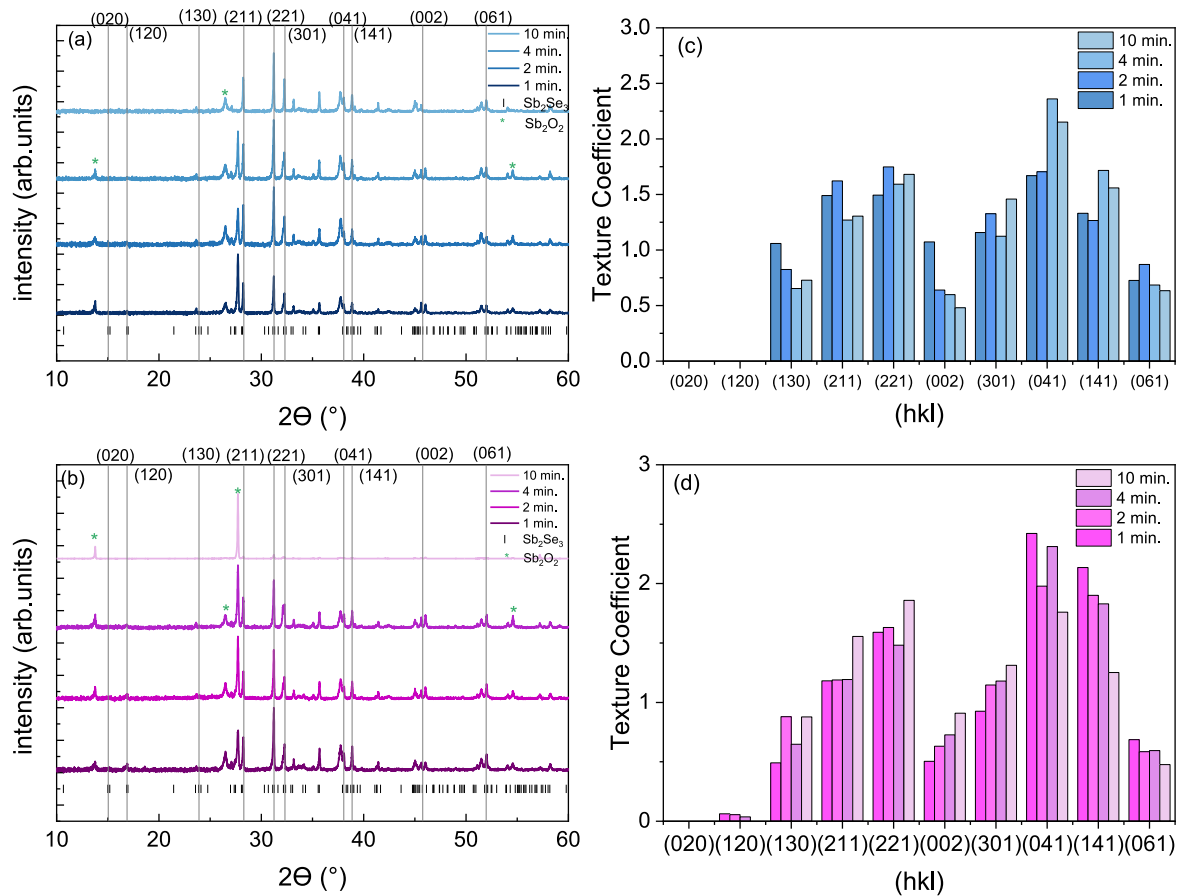 (020) (130) (211) (221) (041) (002) (061)
(a) (120) (301) (141)
10 min.
4 min.
2 min.
1 min.
Sb2Se3
* Sb2O2
*
*
*
intensity (arb.units)
10 20 30 40 50 60
2Θ (°)
(c)
10 min.
4 min.
2 min.
1 min.
3.0
2.5
2.0
1.5
1.0
0.5
0.0
Texture Coefficient
(020) (120) (130) (211) (221) (002) (301) (041) (141) (061)
(hkl)
(020) (130) (211) (221) (041) (002) (061)
(b) (120) (301) (141)
10 min.
4 min.
2 min.
1 min.
Sb2Se3
* Sb2O2
*
*
*
*
intensity (arb.units)
10 20 30 40 50 60
2Θ (°)
(d)
10 min.
4 min.
2 min.
1 min.
3
2
1
0
Texture Coefficient
(020)(120)(130)(211)(221)(002)(301)(041)(141)(061)
(hkl)